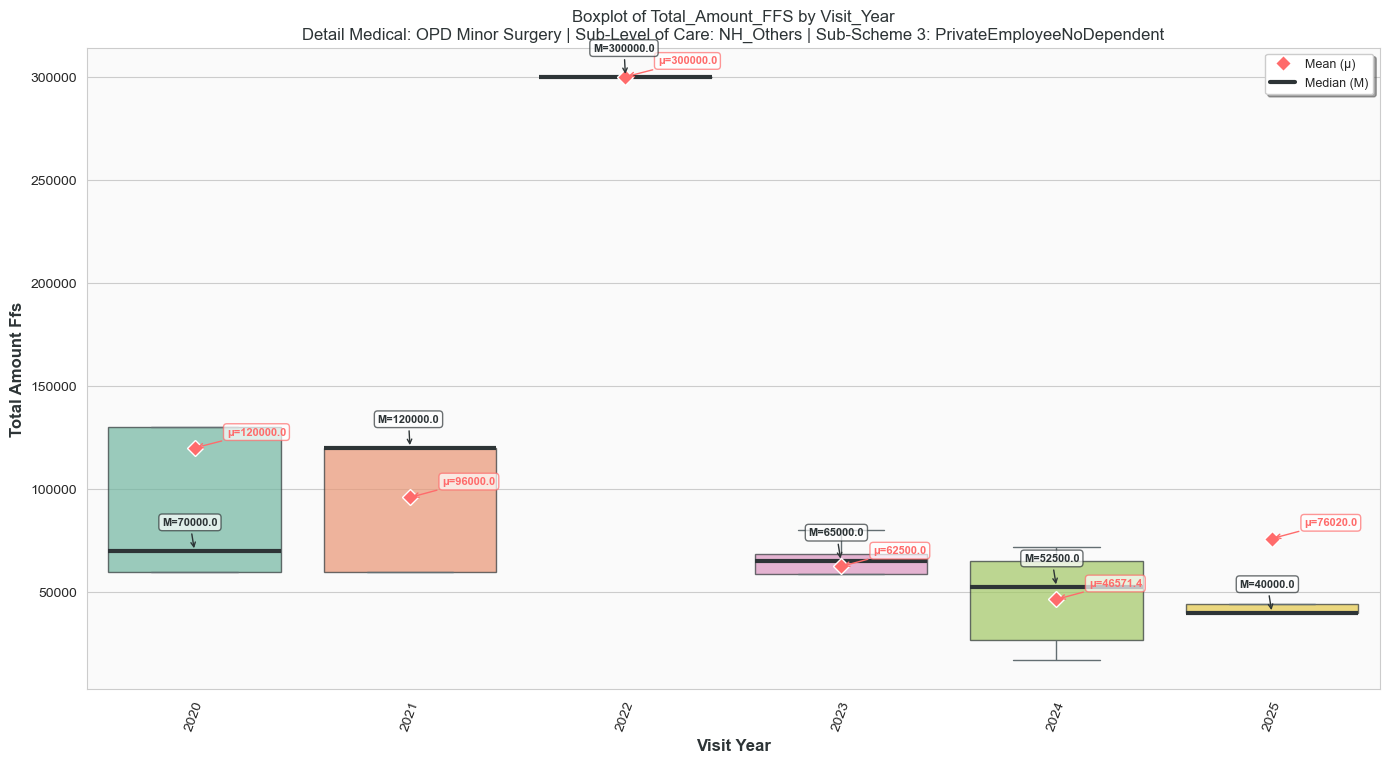 Boxplot of Total_Amount_FFS by Visit_Year
Detail Medical: OPD Minor Surgery | Sub-Level of Care: NH_Others | Sub-Scheme 3: PrivateEmployeeNoDependent
Mean (μ)
Median (M)
Total Amount Ffs
300000
250000
200000
150000
100000
50000
M=70000.0
μ=120000.0
M=120000.0
μ=96000.0
M=300000.0
μ=300000.0
M=65000.0
μ=62500.0
M=52500.0
μ=46571.4
M=40000.0
μ=76020.0
2020
2021
2022
2023
2024
2025
Visit Year